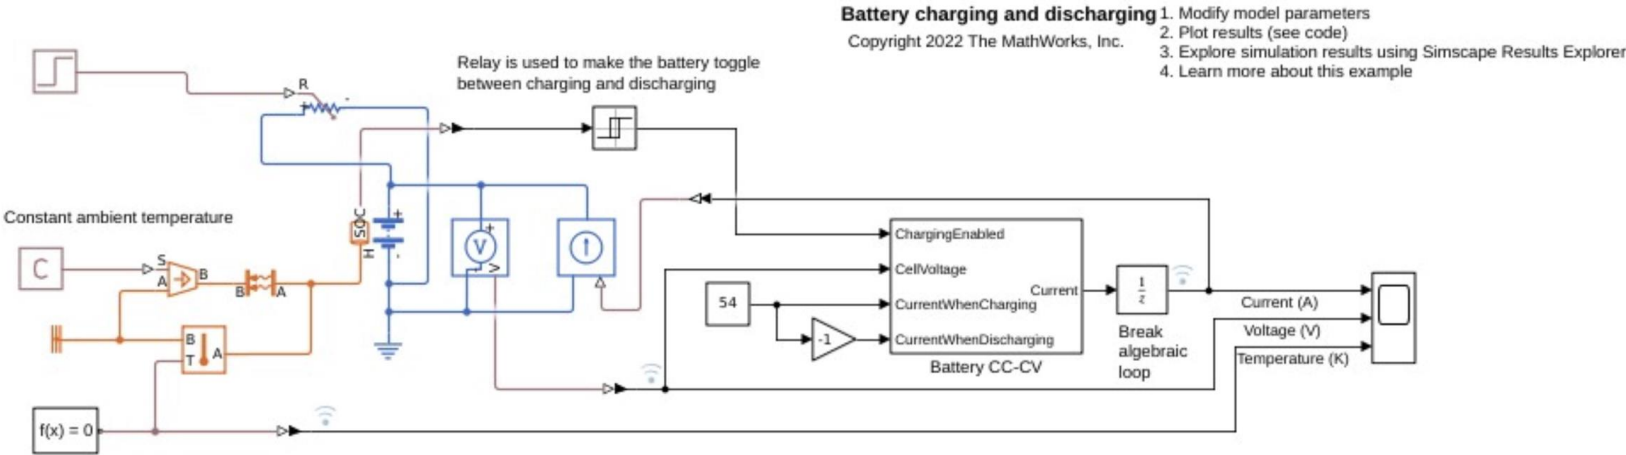 Battery charging and discharging
Copyright 2022 The MathWorks, Inc.
1. Modify model parameters
2. Plot results (see code)
3. Explore simulation results using Simscape Results Explorer
4. Learn more about this example
Relay is used to make the battery toggle
between charging and discharging
R
+
-
Constant ambient temperature
SOC
H
+
-
V
+
V
C
S
A
B
B
A
B
T
A
f(x) = 0
54
-1
ChargingEnabled
CellVoltage
CurrentWhenCharging
CurrentWhenDischarging
Current
Battery CC-CV
1
z
Break
algebraic
loop
Current (A)
Voltage (V)
Temperature (K)